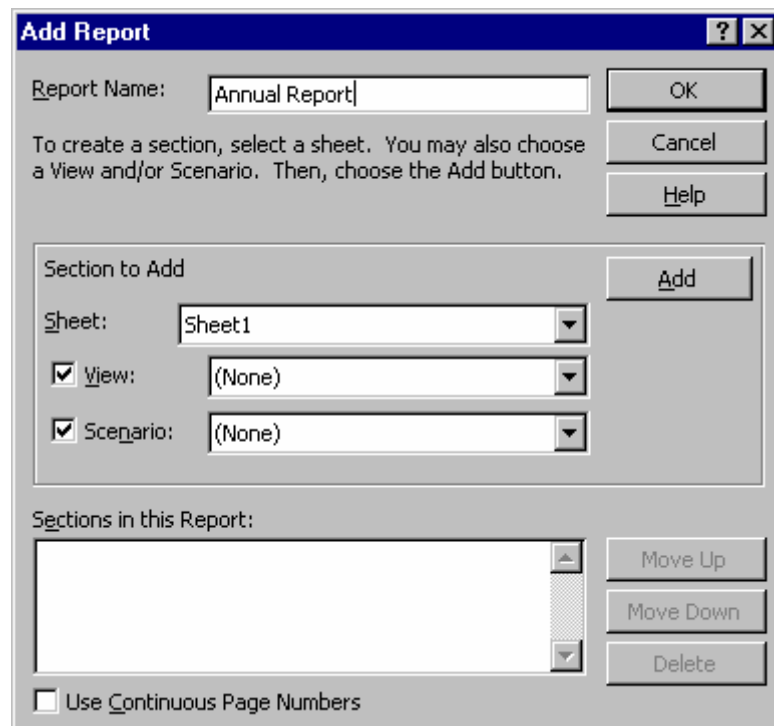 Add Report
Report Name: Annual Report OK
To create a section, select a sheet. You may also choose
a View and/or Scenario. Then, choose the Add button.
Cancel
Help
Section to Add
Add
Sheet: Sheet1
View: (None)
Scenario: (None)
Sections in this Report:
Move Up
Move Down
Delete
Use Continuous Page Numbers